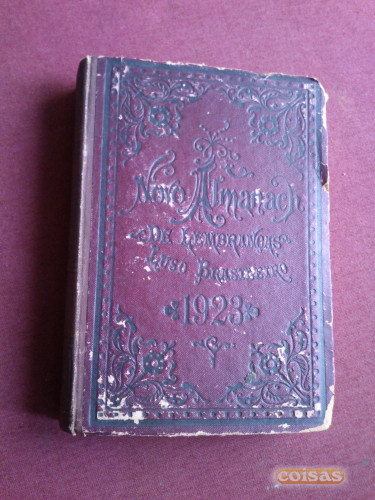 Novo Almanach
De Lembranças
Luso Brasileiro
1923
coisas